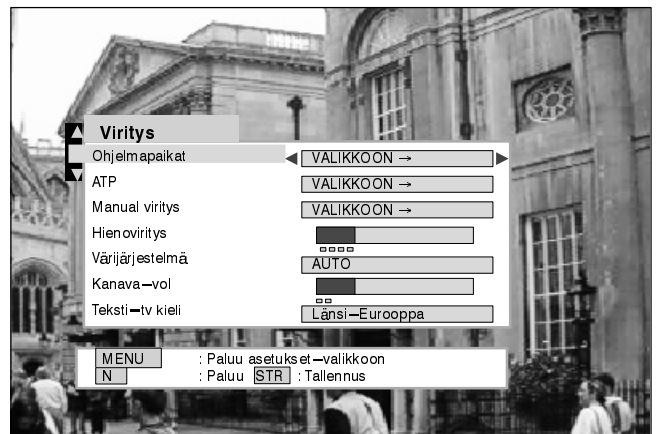 Viritys
Ohjelmapaikat VALIKKOON →
ATP VALIKKOON →
Manual viritys VALIKKOON →
Hienoviritys
Värijärjestelmä AUTO
Kanava–vol
Teksti–tv kieli Länsi–Eurooppa
MENU : Paluu asetukset–valikkoon
N : Paluu STR : Tallennus